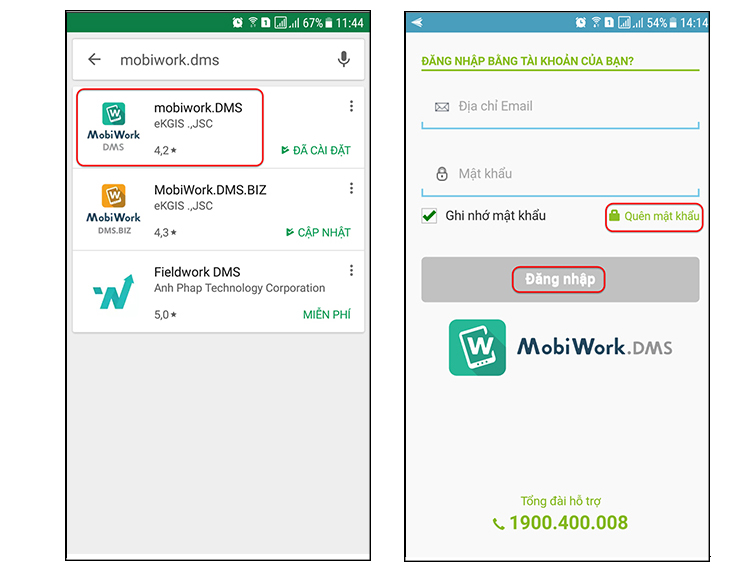 67% 11:44
mobiwork.dms
mobiwork.DMS
eKGIS .,JSC
MobiWork
DMS
4,2★
ĐÃ CÀI ĐẶT
MobiWork.DMS.BIZ
eKGIS .,JSC
MobiWork
DMS.BIZ
4,3★
CẬP NHẬT
Fieldwork DMS
Anh Phap Technology Corporation
5,0★
MIỄN PHÍ
54% 14:14
ĐĂNG NHẬP BẰNG TÀI KHOẢN CỦA BẠN?
Địa chỉ Email
Mật khẩu
Ghi nhớ mật khẩu
Quên mật khẩu
Đăng nhập
W MobiWork.DMS
Tổng đài hỗ trợ
1900.400.008